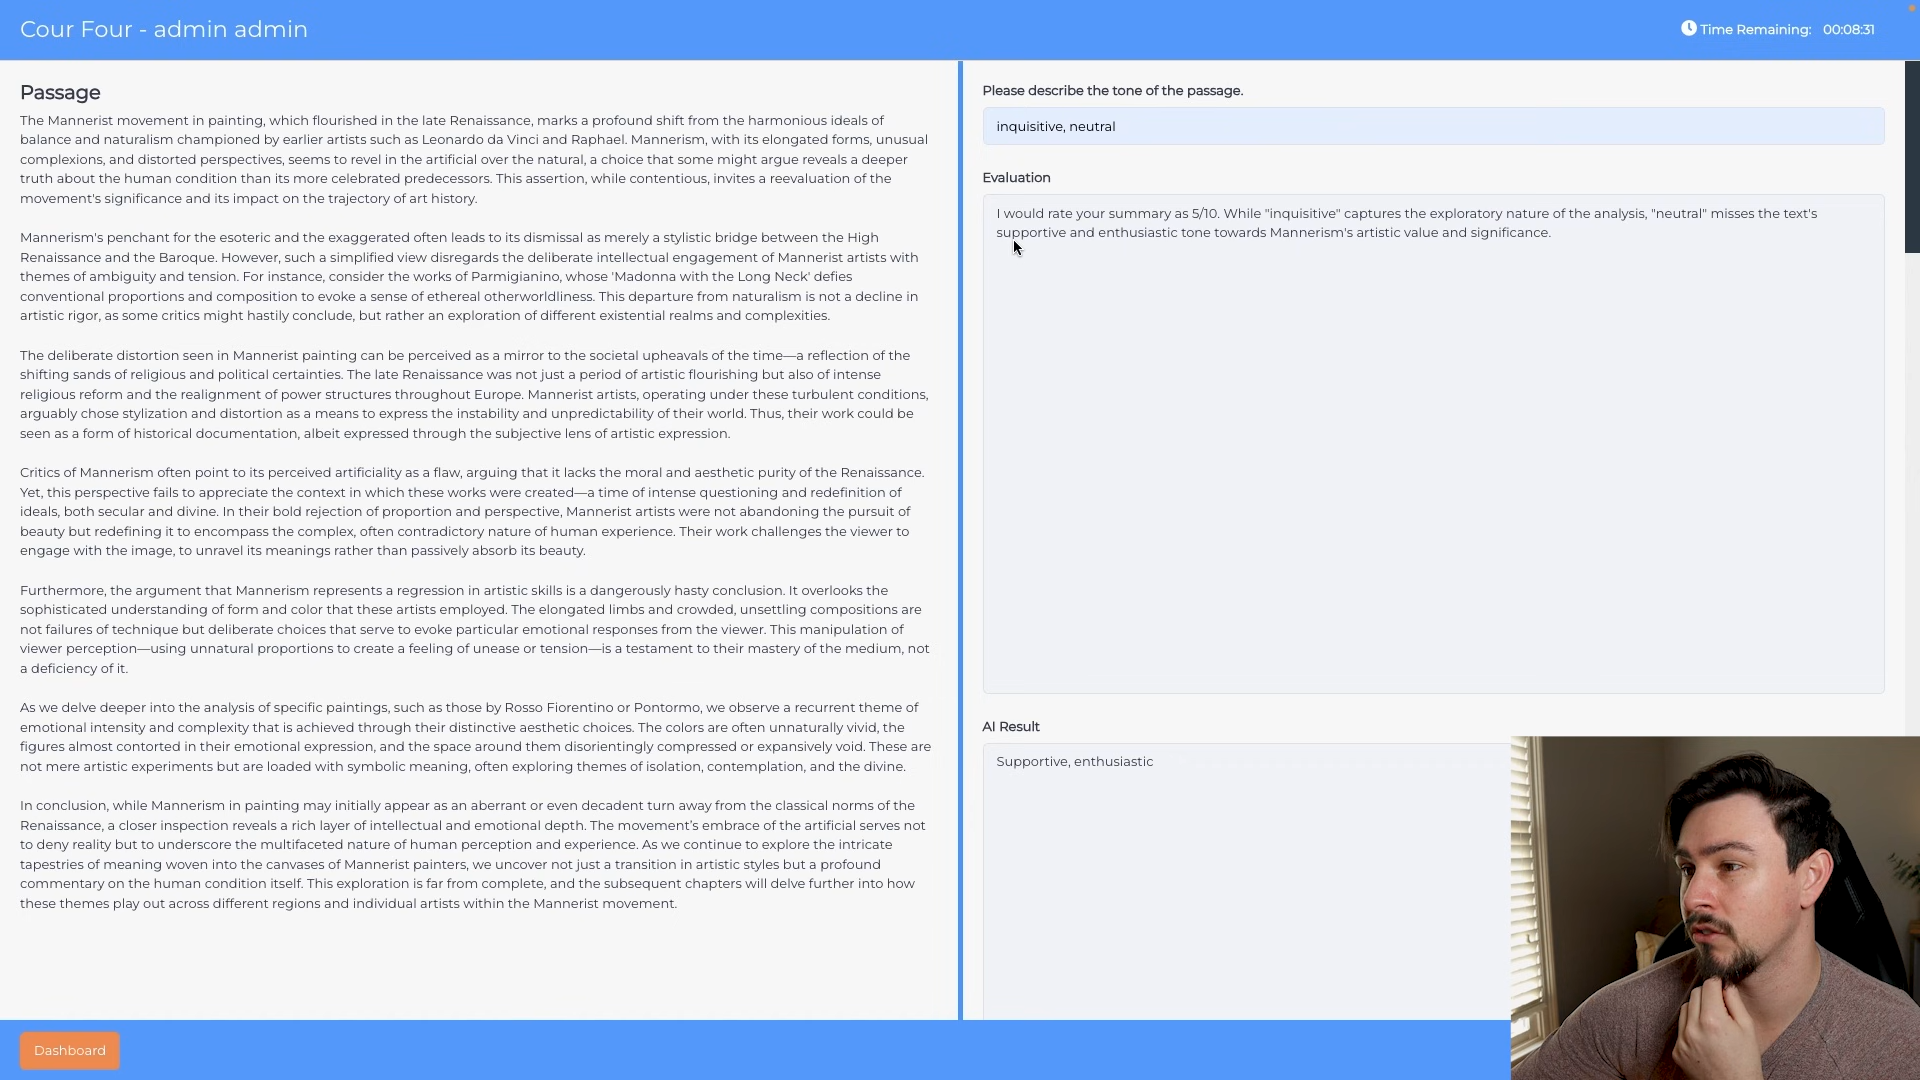 Cour Four - admin admin
Time Remaining: 00:08:31
Passage
The Mannerist movement in painting, which flourished in the late Renaissance, marks a profound shift from the harmonious ideals of
balance and naturalism championed by earlier artists such as Leonardo da Vinci and Raphael. Mannerism, with its elongated forms, unusual
complexions, and distorted perspectives, seems to revel in the artificial over the natural, a choice that some might argue reveals a deeper
truth about the human condition than its more celebrated predecessors. This assertion, while contentious, invites a reevaluation of the
movement's significance and its impact on the trajectory of art history.
Mannerism's penchant for the esoteric and the exaggerated often leads to its dismissal as merely a stylistic bridge between the High
Renaissance and the Baroque. However, such a simplified view disregards the deliberate intellectual engagement of Mannerist artists with
themes of ambiguity and tension. For instance, consider the works of Parmigianino, whose 'Madonna with the Long Neck' defies
conventional proportions and composition to evoke a sense of ethereal otherworldliness. This departure from naturalism is not a decline in
artistic rigor, as some critics might hastily conclude, but rather an exploration of different existential realms and complexities.
The deliberate distortion seen in Mannerist painting can be perceived as a mirror to the societal upheavals of the time—a reflection of the
shifting sands of religious and political certainties. The late Renaissance was not just a period of artistic flourishing but also of intense
religious reform and the realignment of power structures throughout Europe. Mannerist artists, operating under these turbulent conditions,
arguably chose stylization and distortion as a means to express the instability and unpredictability of their world. Thus, their work could be
seen as a form of historical documentation, albeit expressed through the subjective lens of artistic expression.
Critics of Mannerism often point to its perceived artificiality as a flaw, arguing that it lacks the moral and aesthetic purity of the Renaissance.
Yet, this perspective fails to appreciate the context in which these works were created—a time of intense questioning and redefinition of
ideals, both secular and divine. In their bold rejection of proportion and perspective, Mannerist artists were not abandoning the pursuit of
beauty but redefining it to encompass the complex, often contradictory nature of human experience. Their work challenges the viewer to
engage with the image, to unravel its meanings rather than passively absorb its beauty.
Furthermore, the argument that Mannerism represents a regression in artistic skills is a dangerously hasty conclusion. It overlooks the
sophisticated understanding of form and color that these artists employed. The elongated limbs and crowded, unsettling compositions are
not failures of technique but deliberate choices that serve to evoke particular emotional responses from the viewer. This manipulation of
viewer perception—using unnatural proportions to create a feeling of unease or tension—is a testament to their mastery of the medium, not
a deficiency of it.
As we delve deeper into the analysis of specific paintings, such as those by Rosso Fiorentino or Pontormo, we observe a recurrent theme of
emotional intensity and complexity that is achieved through their distinctive aesthetic choices. The colors are often unnaturally vivid, the
figures almost contorted in their emotional expression, and the space around them disorientingly compressed or expansively void. These are
not mere artistic experiments but are loaded with symbolic meaning, often exploring themes of isolation, contemplation, and the divine.
In conclusion, while Mannerism in painting may initially appear as an aberrant or even decadent turn away from the classical norms of the
Renaissance, a closer inspection reveals a rich layer of intellectual and emotional depth. The movement's embrace of the artificial serves not
to deny reality but to underscore the multifaceted nature of human perception and experience. As we continue to explore the intricate
tapestries of meaning woven into the canvases of Mannerist painters, we uncover not just a transition in artistic styles but a profound
commentary on the human condition itself. This exploration is far from complete, and the subsequent chapters will delve further into how
these themes play out across different regions and individual artists within the Mannerist movement.
Please describe the tone of the passage.
inquisitive, neutral
Evaluation
I would rate your summary as 5/10. While "inquisitive" captures the exploratory nature of the analysis, "neutral" misses the text's
supportive and enthusiastic tone towards Mannerism's artistic value and significance.
AI Result
Supportive, enthusiastic
Dashboard